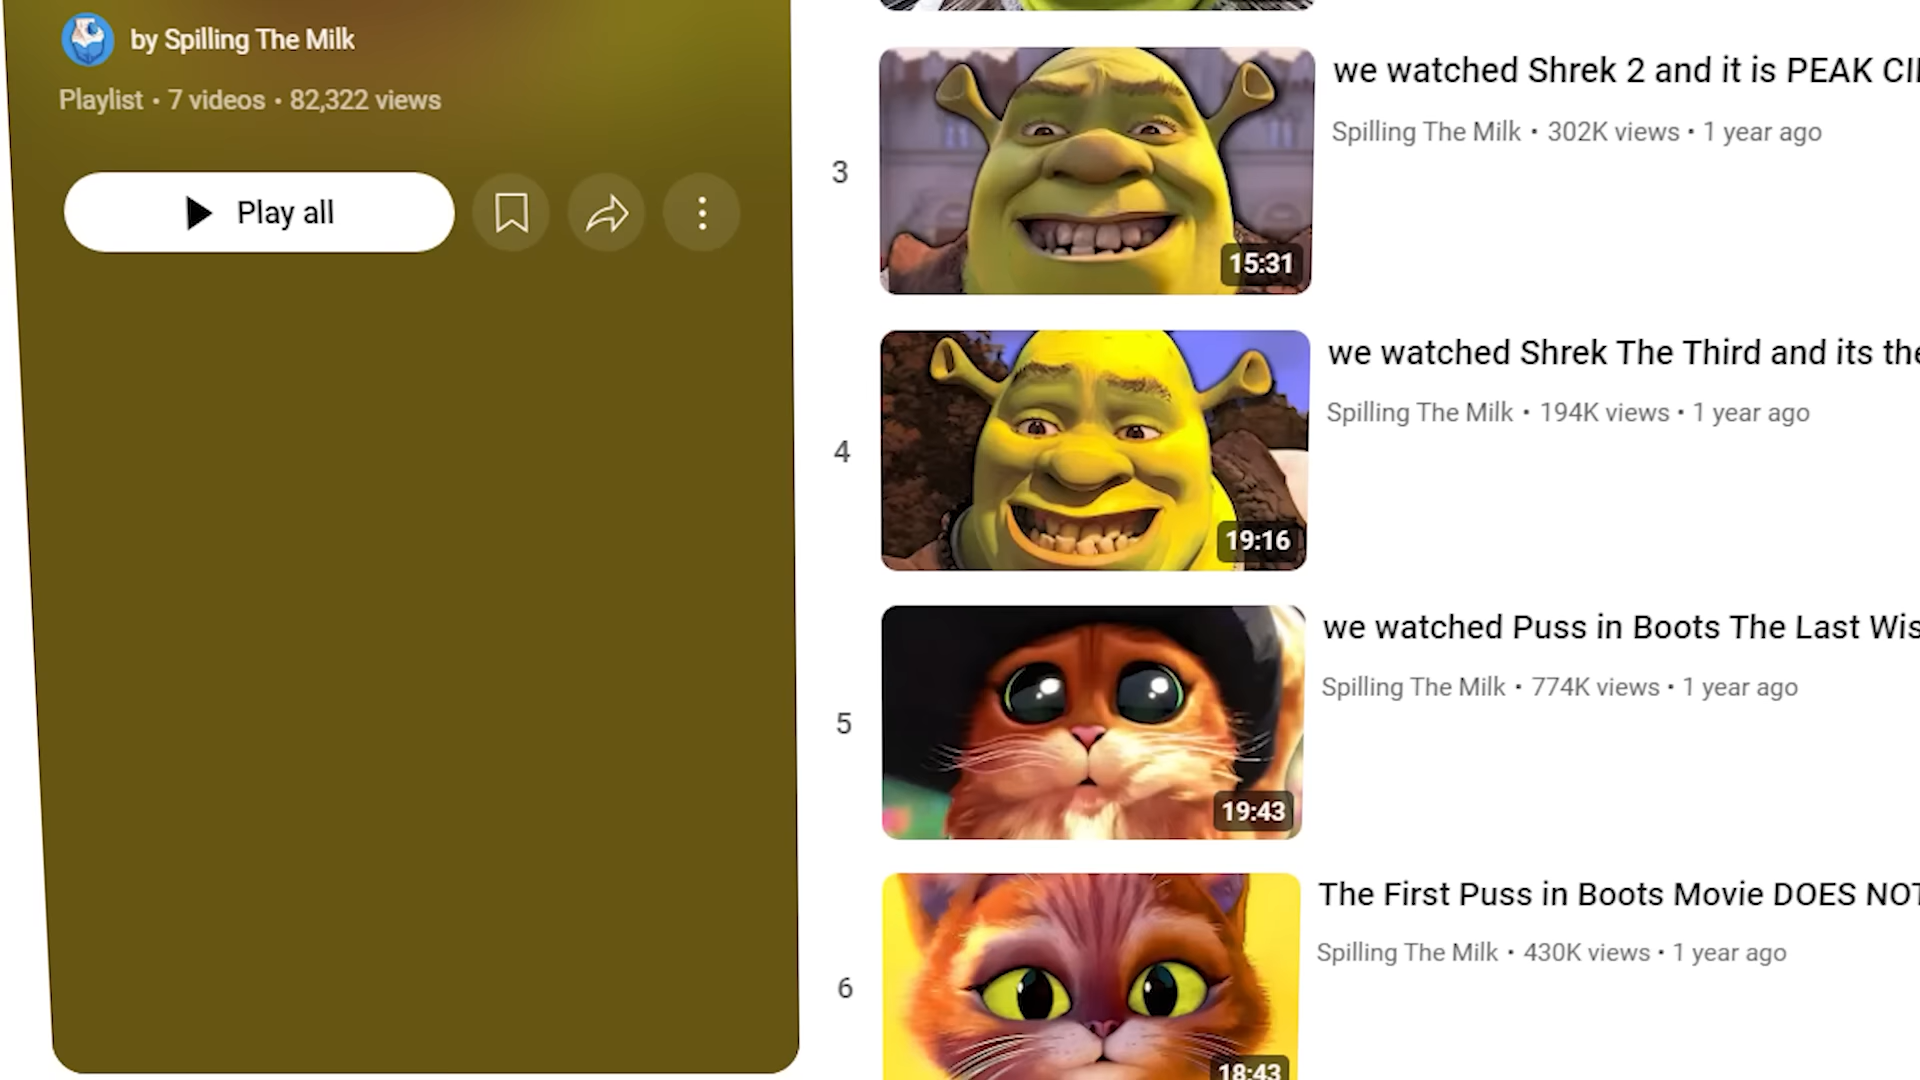 by Spilling The Milk
Playlist • 7 videos • 82,322 views
Play all
3
15:31
we watched Shrek 2 and it is PEAK
Spilling The Milk • 302K views • 1 year ago
4
19:16
we watched Shrek The Third and its the
Spilling The Milk • 194K views • 1 year ago
5
19:43
we watched Puss in Boots The Last
Spilling The Milk • 774K views • 1 year ago
6
18:43
The First Puss in Boots Movie DOES NOT
Spilling The Milk • 430K views • 1 year ago